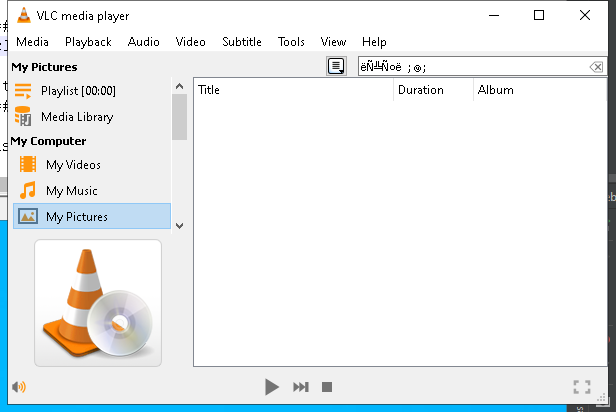 VLC media player
Media Playback Audio Video Subtitle Tools View Help
My Pictures
ëÑ╩Ñoë ;@;
Playlist [00:00]
Media Library
My Computer
My Videos
My Music
My Pictures
Title Duration Album